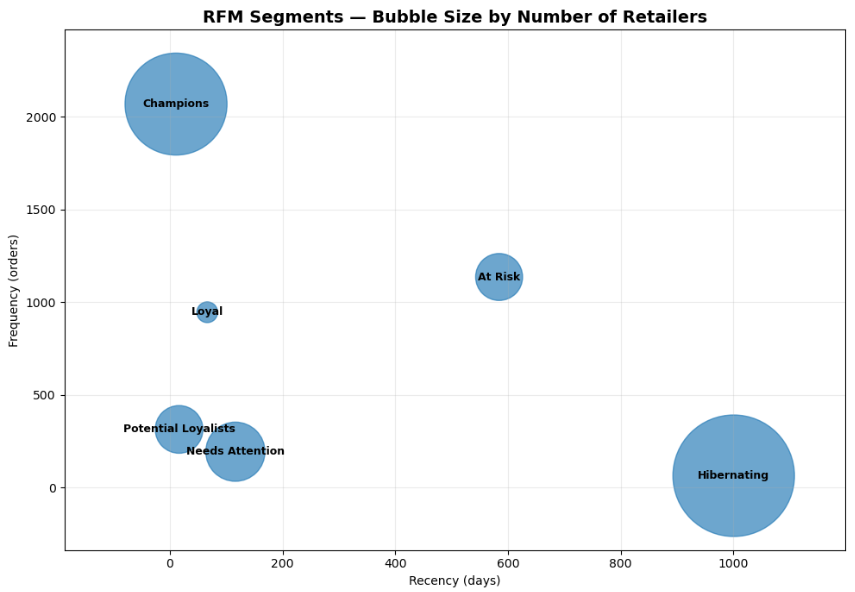 RFM Segments — Bubble Size by Number of Retailers
Frequency (orders)
2000
1500
1000
500
0
Champions
At Risk
Loyal
Potential Loyalists
Needs Attention
Hibernating
0
200
400
600
800
1000
Recency (days)